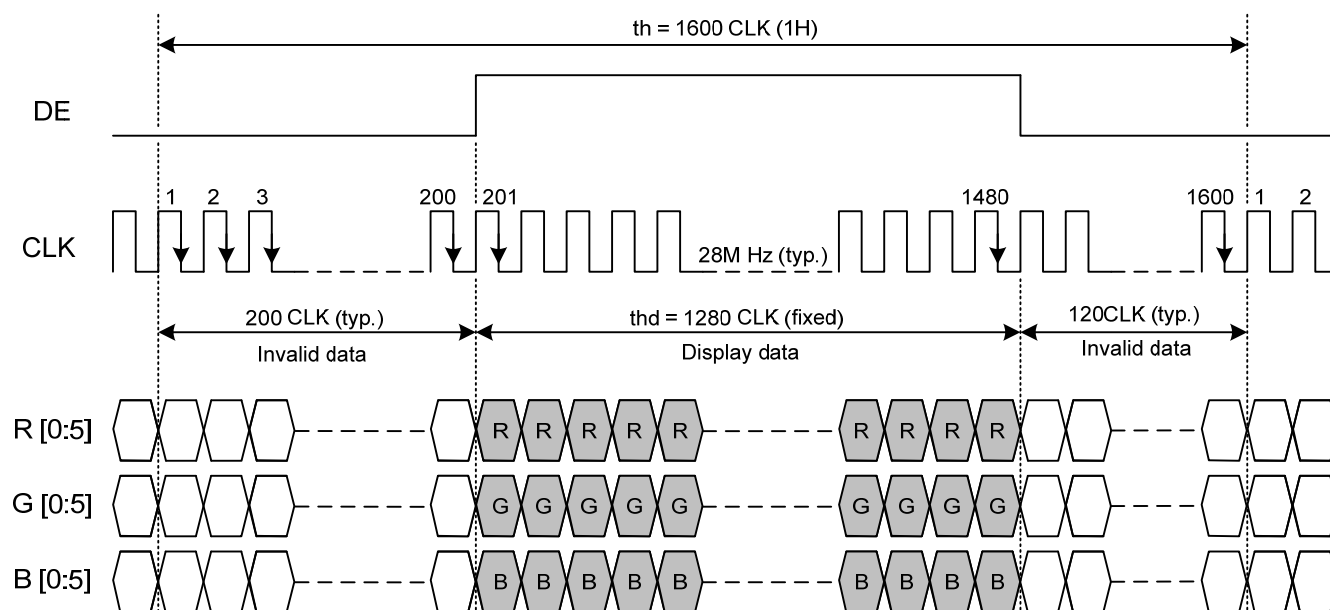 th = 1600 CLK (1H)
DE
1 2 3 200 201 1480 1600 1 2
CLK
28M Hz (typ.)
200 CLK (typ.) thd = 1280 CLK (fixed) 120CLK (typ.)
Invalid data Display data Invalid data
R [0:5] R R R R R R R R R
G [0:5] G G G G G G G G G
B [0:5] B B B B B B B B B